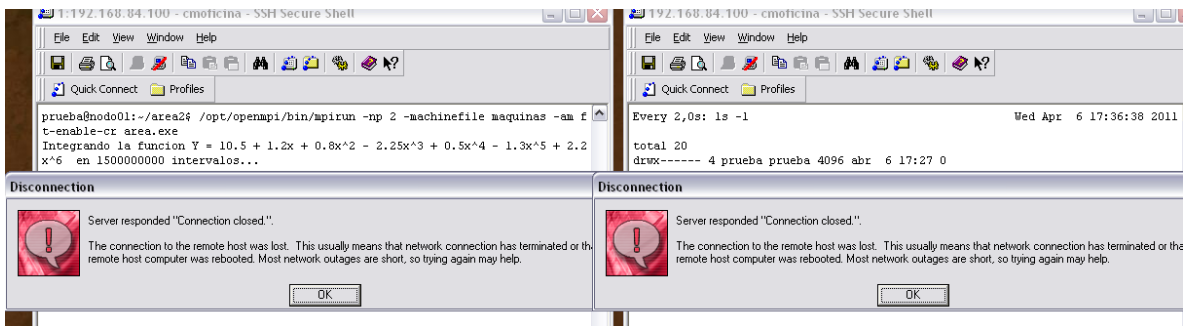 1:192.168.84.100 - cmoficina - SSH Secure Shell
File Edit View Window Help
Quick Connect Profiles
prueba@nodo01:~/area2$ /opt/openmpi/bin/mpirun -np 2 -machinefile maquinas -am f
t-enable-cr area.exe
Integrando la funcion Y = 10.5 + 1.2x + 0.8x^2 - 2.25x^3 + 0.5x^4 - 1.3x^5 + 2.2
x^6 en 1500000000 intervalos...
Disconnection
Server responded "Connection closed.".
The connection to the remote host was lost. This usually means that network connection has terminated or th
remote host computer was rebooted. Most network outages are short, so trying again may help.
OK
192.168.84.100 - cmoficina - SSH Secure Shell
File Edit View Window Help
Quick Connect Profiles
Every 2,0s: ls -l Wed Apr 6 17:36:38 2011
total 20
drwx------ 4 prueba prueba 4096 abr 6 17:27 0
Disconnection
Server responded "Connection closed.".
The connection to the remote host was lost. This usually means that network connection has terminated or tha
remote host computer was rebooted. Most network outages are short, so trying again may help.
OK